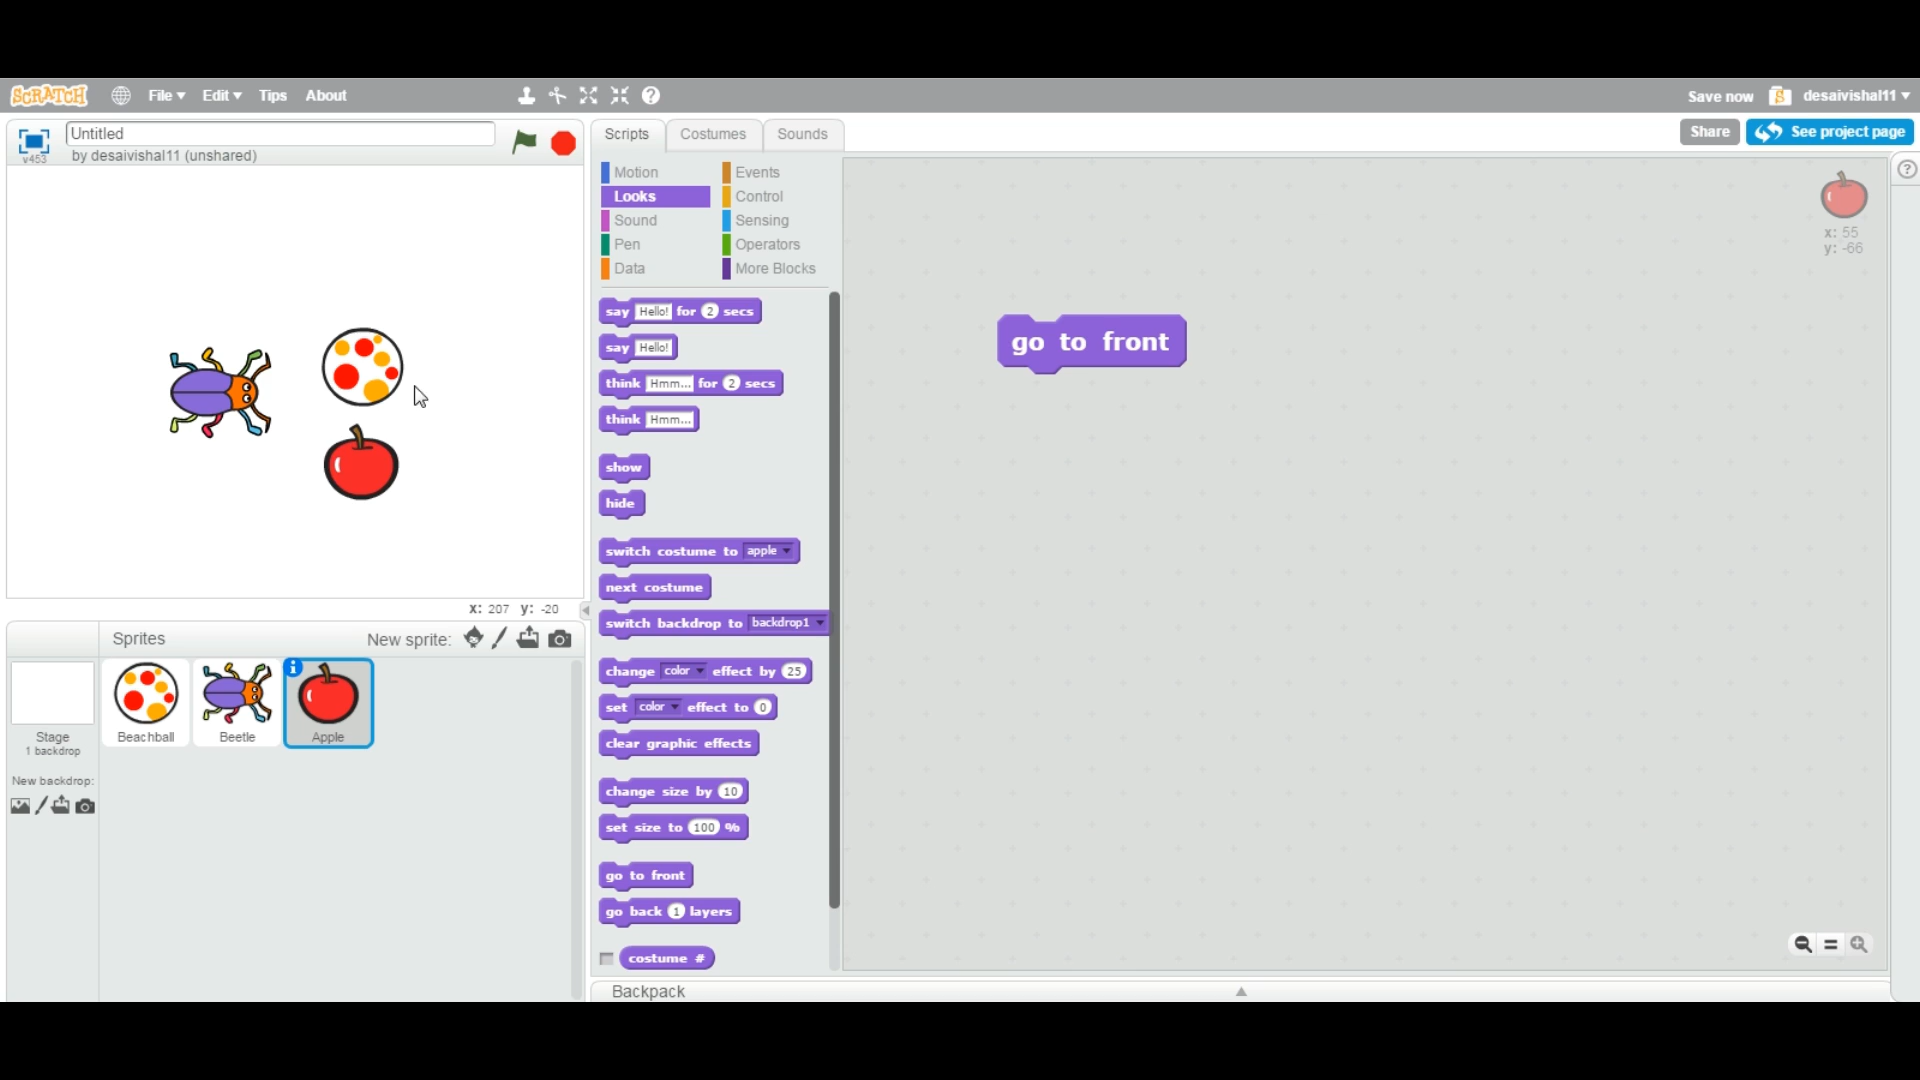 SCRATCH File Edit Tips About
Save now desaivishal11
v453
Untitled
by desaivishal11 (unshared)
Scripts Costumes Sounds
Share See project page
Motion Events
Looks Control
Sound Sensing
Pen Operators
Data More Blocks
say Hello! for 2 secs
say Hello!
think Hmm... for 2 secs
think Hmm...
show
hide
switch costume to apple
next costume
switch backdrop to backdrop1
change color effect by 25
set color effect to 0
clear graphic effects
change size by 10
set size to 100 %
go to front
go back 1 layers
costume #
go to front
x: 55
y: -66
x: 207 y: -20
Sprites New sprite:
Stage
1 backdrop
New backdrop:
Beachball Beetle Apple
Backpack